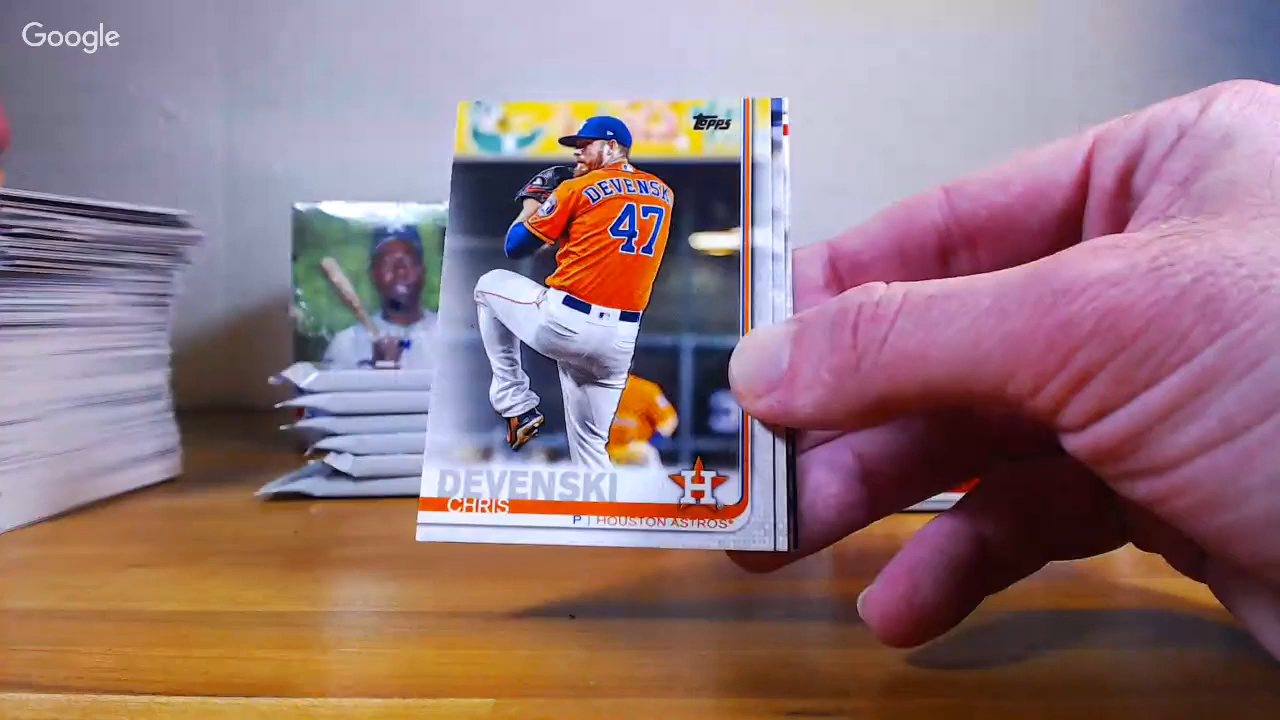 Google
Topps
DEVENSKI
47
DEVENSKI
CHRIS
P | HOUSTON ASTROS
H